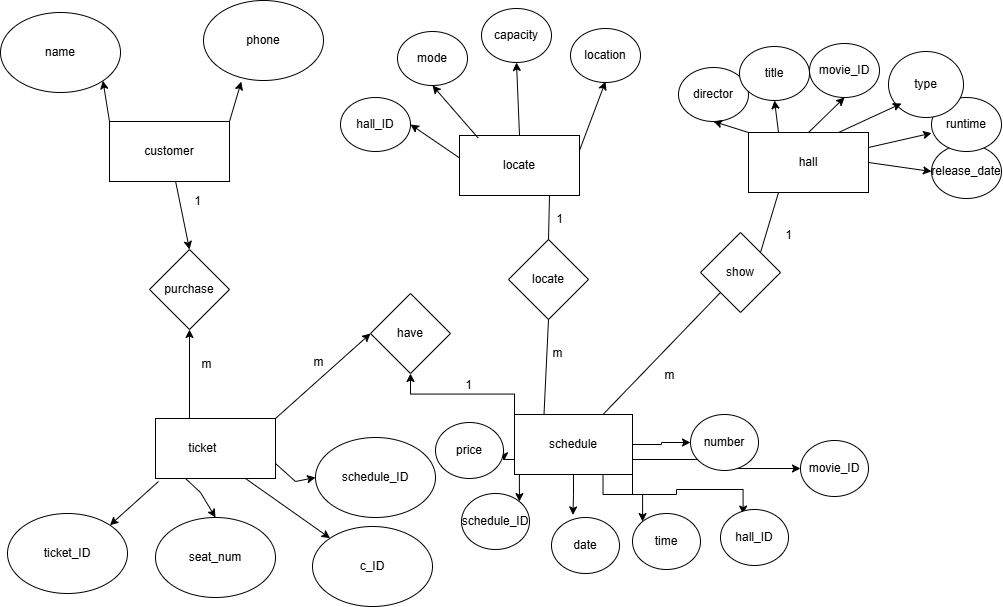 name
phone
mode
capacity
location
hall_ID
director
title
movie_ID
type
runtime
release_date
customer
locate
hall
1
1
1
purchase
locate
show
have
m
m
m
m
1
ticket
schedule
price
number
movie_ID
schedule_ID
schedule_ID
date
time
hall_ID
ticket_ID
seat_num
c_ID